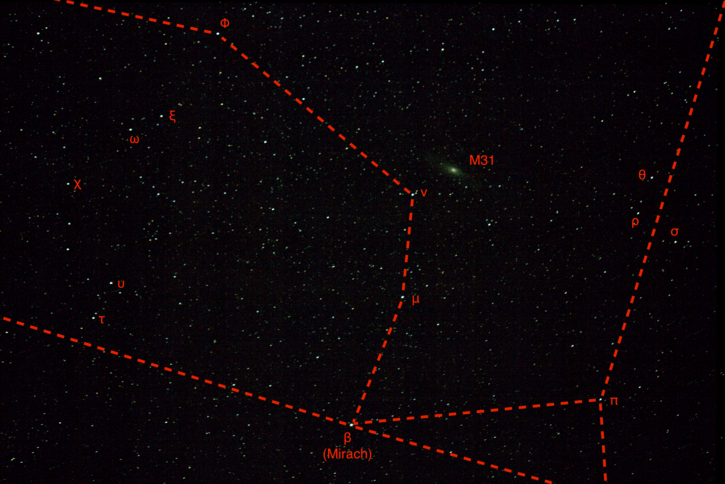 Φ
ξ
ω
M31
θ
χ
ν
ρ
σ
υ
μ
τ
π
β
(Mirach)